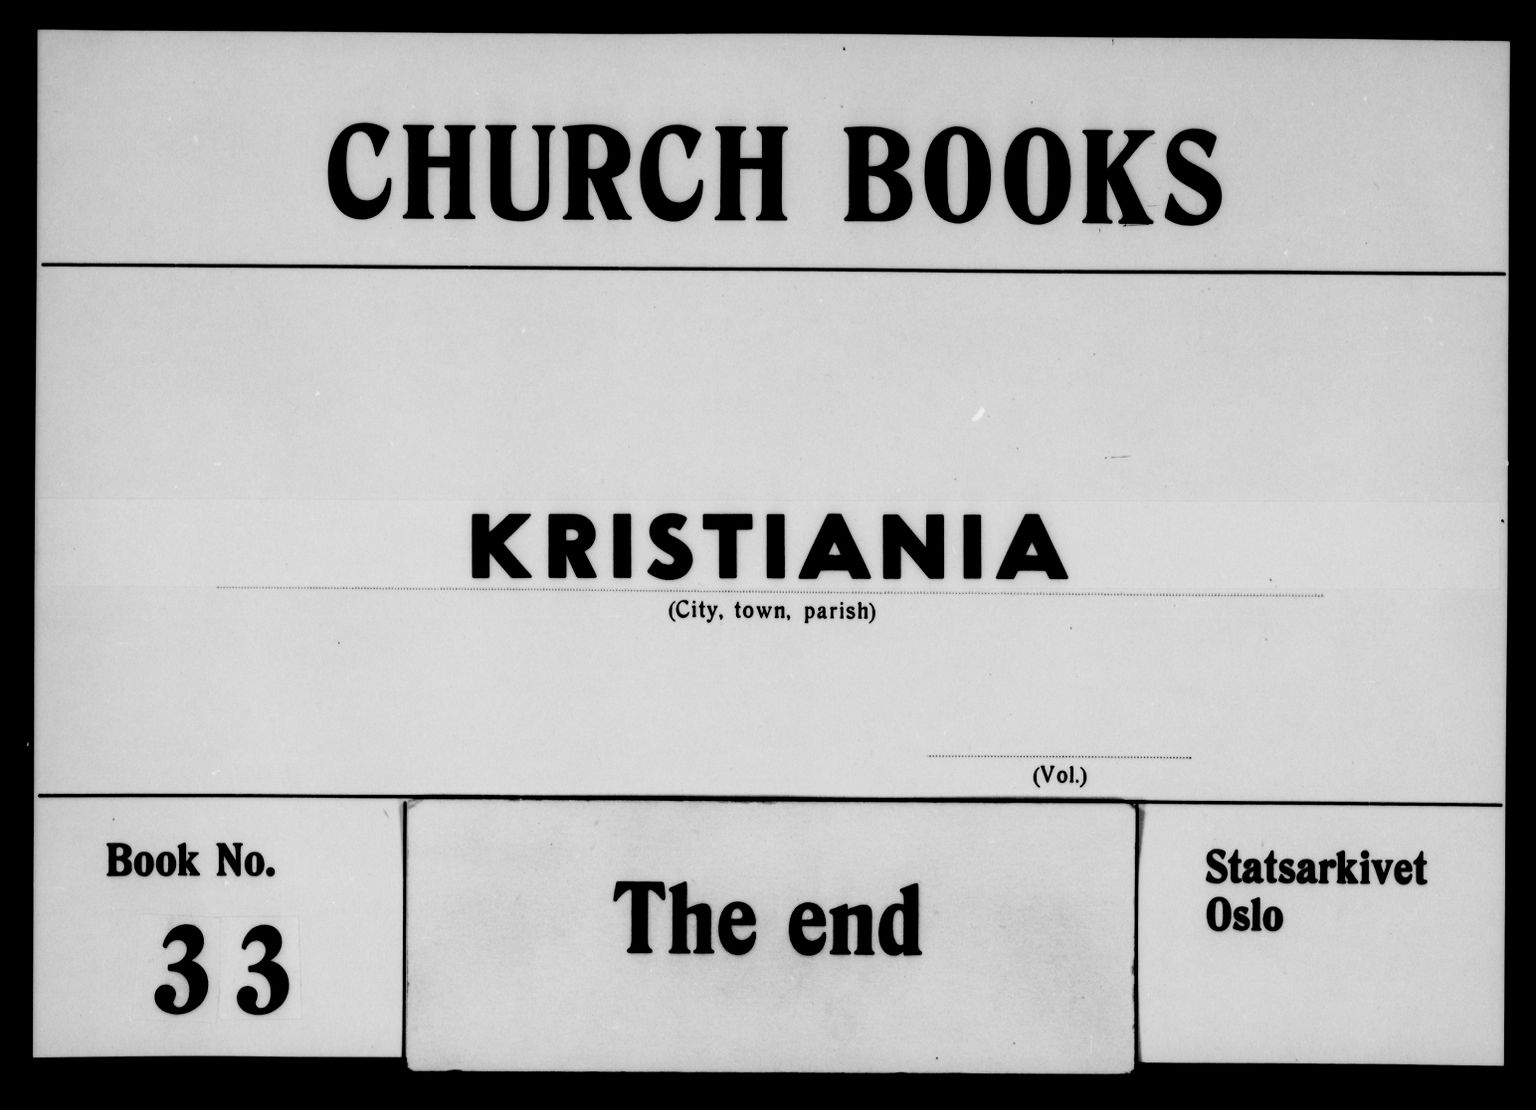 CHURCH BOOKS
KRISTIANIA
(City, town, parish)
(Vol.)
Book No.
33
The end
Statsarkivet
Oslo